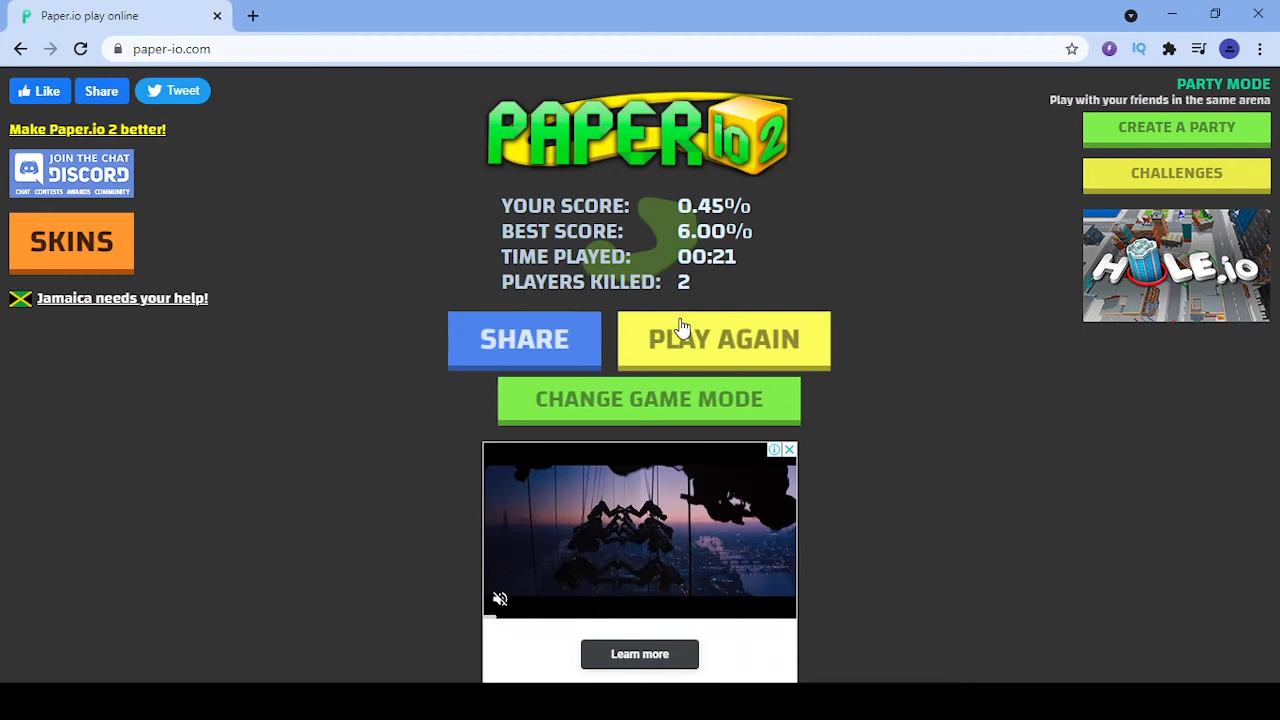 Paper.io play online
paper-io.com
IQ
Like
Share
Tweet
Make Paper.io 2 better!
JOIN THE CHAT
DISCORD
CHAT CONTESTS AWARDS COMMUNITY
SKINS
Jamaica needs your help!
PAPER io 2
YOUR SCORE: 0.45%
BEST SCORE: 6.00%
TIME PLAYED: 00:21
PLAYERS KILLED: 2
SHARE
PLAY AGAIN
CHANGE GAME MODE
Learn more
PARTY MODE
Play with your friends in the same arena
CREATE A PARTY
CHALLENGES
HOLE.io